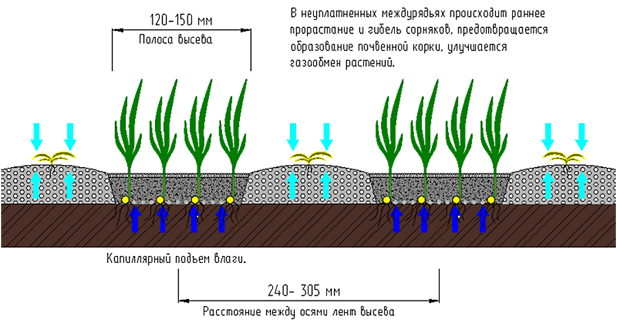 120-150 мм
Полоса высева
В неуплатненных междурядьях происходит раннее
прорастание и гибель сорняков, предотвращается
образование почвенной корки, улучшается
газообмен растений.
Капиллярный подъем влаги.
240- 305 мм
Расстояние между осями лент высева